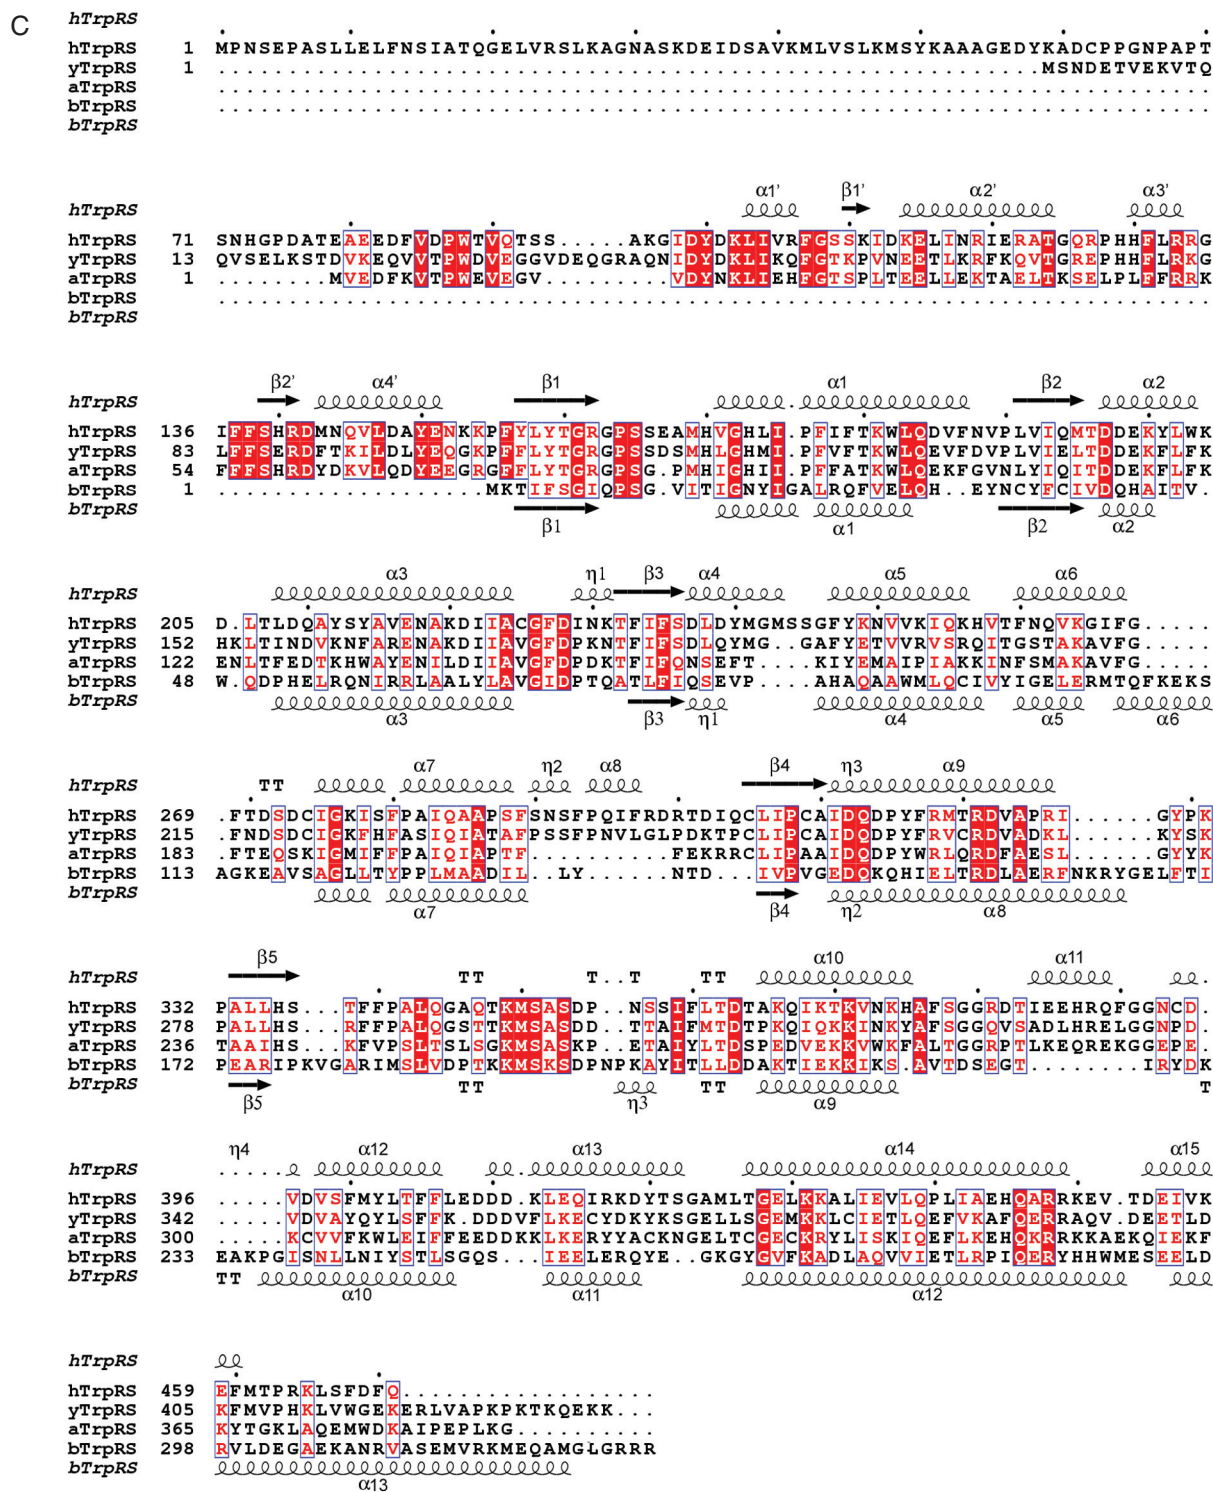 C
hTrpRS
hTrpRS 1 MPNSEPASLLELFNSIATQGELVRSLKAGNASKDEIDSAVKMLVSLKMSYKAAAGEDYKADCPPGNPAPT
yTrpRS 1 ..........................................................MSNDETVEKVTQ
aTrpRS ......................................................................
bTrpRS ......................................................................
bTrpRS
α1' β1' α2' α3'
hTrpRS
hTrpRS 71 SNHGPDATEAEEDFVDPWTVQTSS.....AKGIDYDKLIVRFGSSKIDKELINRIERATGQRPHHFLRRG
yTrpRS 13 QVSELKSTDVKEQVVTPWDVEGGVDEQGRAQNIDYDKLIKQFGTKPVNEETLKRFKQVTGREPHHFLRKG
aTrpRS 1 ........MVEDFKVTPWEVEGV.........VDYNKLIEHFGTSPLTEELLEKTAELTKSELPLFFRRK
bTrpRS ......................................................................
bTrpRS
β2' α4' β1 α1 β2 α2
hTrpRS
hTrpRS 136 IFFSHRDMNQVLDAYENKKPFYLYTGRGPSSEAMHVGHLI.PFIFTKWLQDVFNVPLVIQMTDDEKYLWK
yTrpRS 83 LFFSERDFTKILDLYEQGKPFFLYTGRGPSSDSMHLGHMI.PFVFTKWLQEVFDVPLVIELTDDEKFLFK
aTrpRS 54 FFFSHRDYDKVLQDYEEGRGFFLYTGRGPSG.PMHIGHII.PFFATKWLQEKFGVNLYIQITDDEKFLFK
bTrpRS 1 ...................MKTIFSGIQPSG.VITIGNYIGALRQFVELQH..EYNCYFCIVDQHAITV.
bTrpRS
β1 α1 β2 α2
α3 η1 β3 α4 α5 α6
hTrpRS
hTrpRS 205 D.LTLDQAYSYAVENAKDIIACGFDINKTFIFSDLDYMGMSSGFYKNVVKIQKHVTFNQVKGIFG.....
yTrpRS 152 HKLTINDVKNFARENAKDIIAVGFDPKNTFIFSDLQYMG..GAFYETVVRVSRQITGSTAKAVFG.....
aTrpRS 122 ENLTFEDTKHWAYENILDIIAVGFDPDKTFIFQNSEFT....KIYEMAIPIAKKINFSMAKAVFG.....
bTrpRS 48 W.QDPHELRQNIRRLAALYLAVGIDPTQATLFIQSEVP....AHAQAAWMLQCIVYIGELERMTQFKEKS
bTrpRS
α3 β3 η1 α4 α5 α6
TT α7 η2 α8 β4 η3 α9
hTrpRS
hTrpRS 269 .FTDSDCIGKISFPAIQAAPSFSNSFPQIFRDRTDIQCLIPCAIDQDPYFRMTRDVAPRI......GYPK
yTrpRS 215 .FNDSDCIGKFHFASIQIATAFPSSFPNVLGLPDKTPCLIPCAIDQDPYFRVCRDVADKL......KYSK
aTrpRS 183 .FTEQSKIGMIFFPAIQIAPTF..........FEKRRCLIPAAIDQDPYWRLQRDFAESL......GYYK
bTrpRS 113 AGKEAVSAGLLTYPPLMAADIL..LY......NTD...IVPVGEDQKQHIELTRDLAERFNKRYGELFTI
bTrpRS
α7 β4 η2 α8
β5 TT T..T TT α10 α11
hTrpRS
hTrpRS 332 PALLHS...TFFPALQGAQTKMSASDP..NSSIFLTDTAKQIKTKVNKHAFSGGRDTIEEHRQFGGNCD.
yTrpRS 278 PALLHS...RFFPALQGSTTKMSASDD..TTAIFMTDTPKQIQKKINKYAFSGGQVSADLHRELGGNPD.
aTrpRS 236 TAAIHS...KFVPSLTSLSGKMSASKP..ETAIYLTDSPEDVEKKVWKFALTGGRPTLKEQREKGGEPE.
bTrpRS 172 PEARIPKVGARIMSLVDPTKKMSKSDPNPKAYITLLDDAKTIEKKIKS.AVTDSEGT........IRYDK
bTrpRS
β5 TT η3 TT α9 T
η4 α12 α13 α14 α15
hTrpRS
hTrpRS 396 .....VDVSFMYLTFFLEDDD.KLEQIRKDYTSGAMLTGELKKALIEVLQPLIAEHQARRKEV.TDEIVK
yTrpRS 342 .....VDVAYQYLSFFK.DDDVFLKECYDKYKSGELLSGEMKKLCIETLQEFVKAFQERRAQV.DEETLD
aTrpRS 300 .....KCVVFKWLEIFFEEDDKKLKERYYACKNGELTCGECKRYLISKIQEFLKEHQKRRKKAEKQIEKF
bTrpRS 233 EAKPGISNLLNIYSTLSGQS...IEELERQYE..GKGYGVFKADLAQVVIETLRPIQERYHHWMESEELD
bTrpRS TT
α10 α11 α12
hTrpRS
hTrpRS 459 EFMTPRKLSFDFQ..................
yTrpRS 405 KFMVPHKLVWGEKERLVAPKPKTKQEKK...
aTrpRS 365 KYTGKLAQEMWDKAIPEPLKG..........
bTrpRS 298 RVLDEGAEKANRVASEMVRKMEQAMGLGRRR
bTrpRS
α13